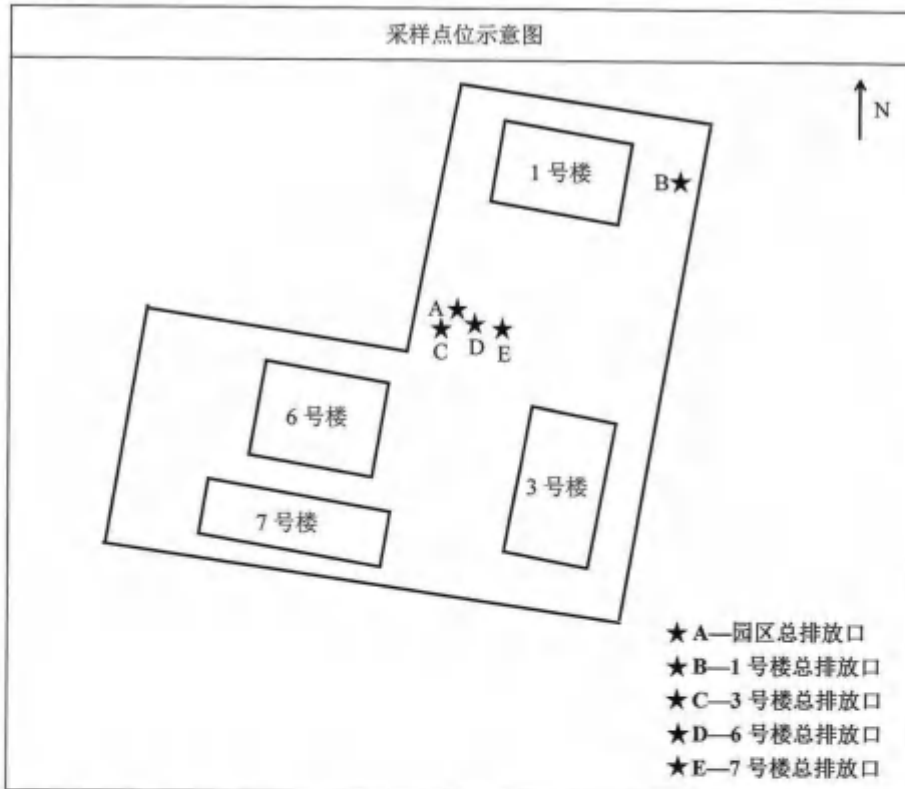 采样点位示意图
N
1 号楼
B★
A★
★ ★ ★
C D E
6 号楼
3 号楼
7 号楼
★A—园区总排放口
★B—1 号楼总排放口
★C—3 号楼总排放口
★D—6 号楼总排放口
★E—7 号楼总排放口